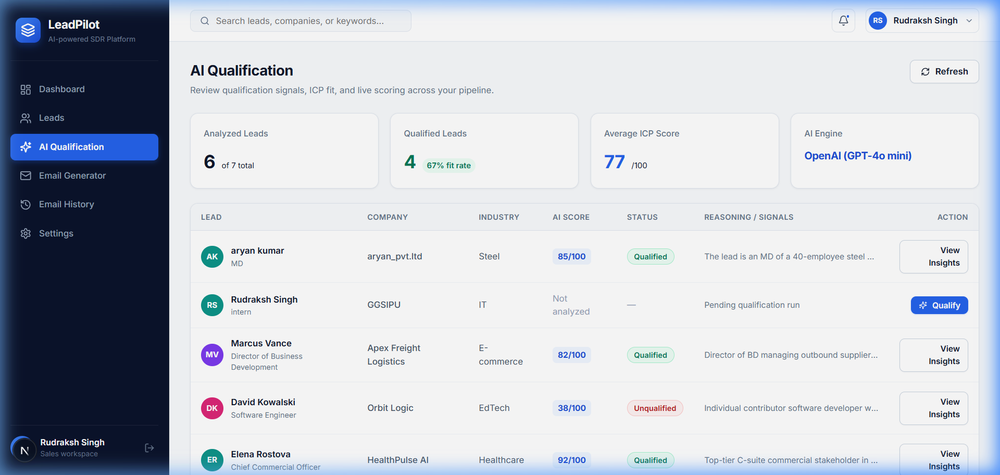 LeadPilot
AI-powered SDR Platform
Dashboard
Leads
AI Qualification
Email Generator
Email History
Settings
N
Rudraksh Singh
Sales workspace
Search leads, companies, or keywords...
RS
Rudraksh Singh
AI Qualification
Review qualification signals, ICP fit, and live scoring across your pipeline.
Refresh
Analyzed Leads
6 of 7 total
Qualified Leads
4 67% fit rate
Average ICP Score
77 /100
AI Engine
OpenAI (GPT-4o mini)
LEAD COMPANY INDUSTRY AI SCORE STATUS REASONING / SIGNALS ACTION
AK
aryan kumar
MD
aryan_pvt.ltd
Steel
85/100
Qualified
The lead is an MD of a 40-employee steel ...
View
Insights
RS
Rudraksh Singh
intern
GGSIPU
IT
Not
analyzed
—
Pending qualification run
Qualify
MV
Marcus Vance
Director of Business
Development
Apex Freight
Logistics
E-
commerce
82/100
Qualified
Director of BD managing outbound supplier...
View
Insights
DK
David Kowalski
Software Engineer
Orbit Logic
EdTech
38/100
Unqualified
Individual contributor software developer w...
View
Insights
ER
Elena Rostova
Chief Commercial Officer
HealthPulse AI
Healthcare
92/100
Qualified
Top-tier C-suite commercial stakeholder in ...
View
Insights